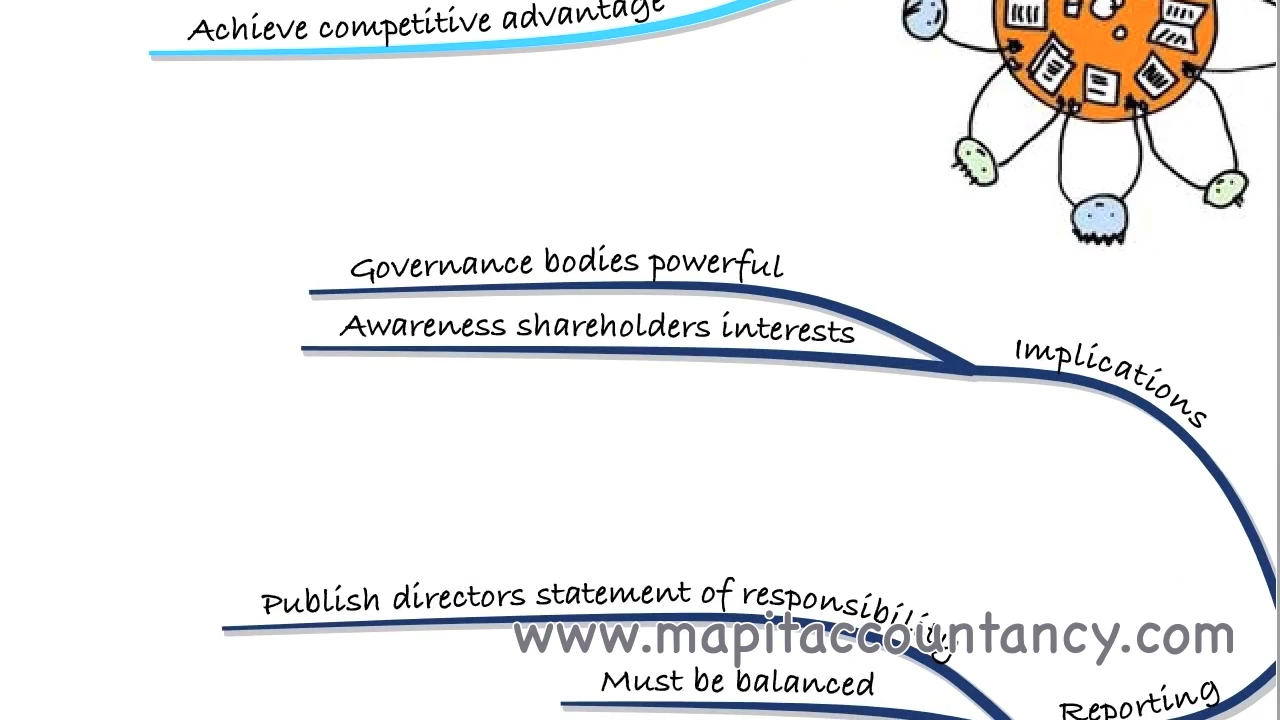 Achieve competitive advantage
Governance bodies powerful
Awareness shareholders interests
Implications
Publish directors statement of responsibility
www.mapitaccountancy.com
Must be balanced
Reporting